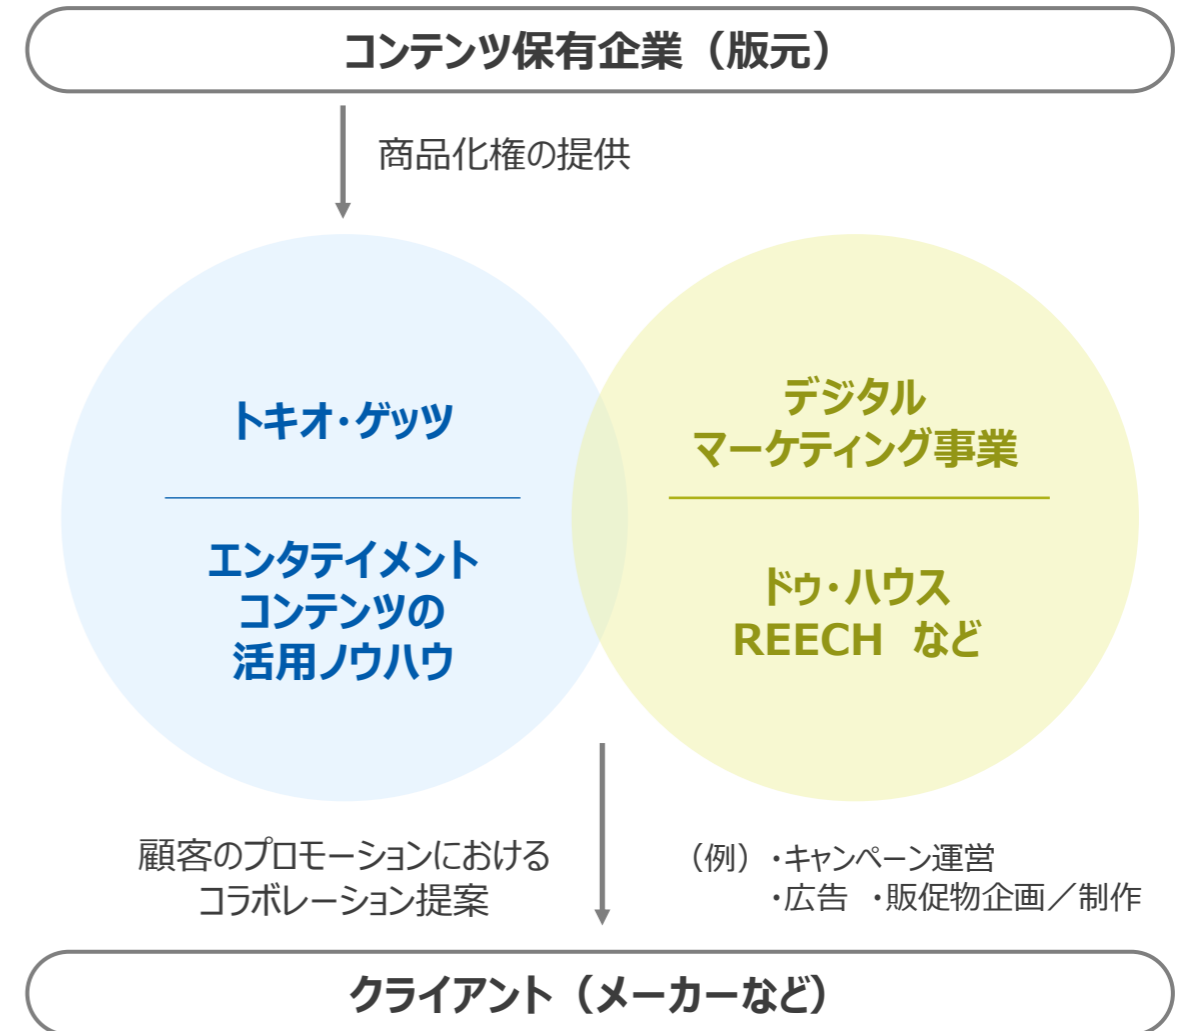 コンテンツ保有企業（版元）
商品化権の提供
トキオ・ゲッツ
エンタテイメント
コンテンツの
活用ノウハウ
デジタル
マーケティング事業
ドゥ・ハウス
REECH など
顧客のプロモーションにおける
コラボレーション提案
（例）・キャンペーン運営
・広告 ・販促物企画／制作
クライアント（メーカーなど）